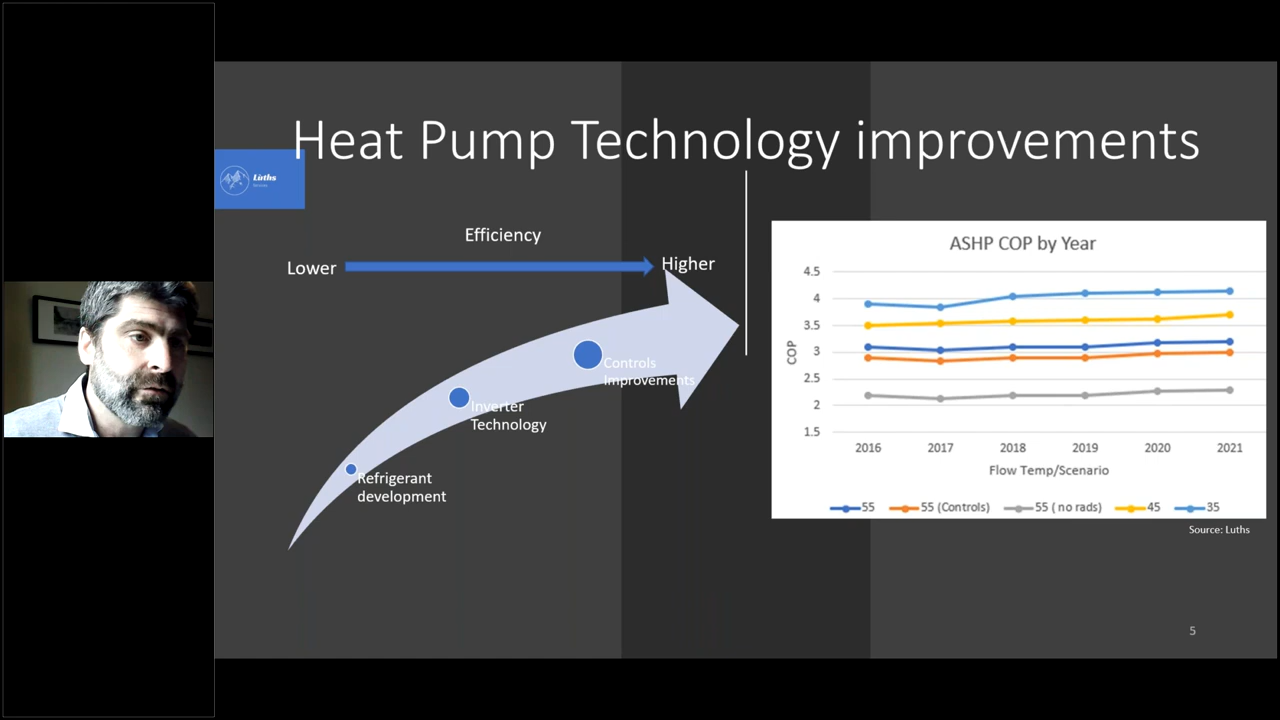 Heat Pump Technology improvements
Luths
Services
Efficiency
Lower
Higher
Controls
Improvements
Inverter
Technology
Refrigerant
development
ASHP COP by Year
4.5
4
3.5
3
2.5
2
1.5
COP
2016 2017 2018 2019 2020 2021
Flow Temp/Scenario
55 55 (Controls) 55 ( no rads) 45 35
Source: Luths
5